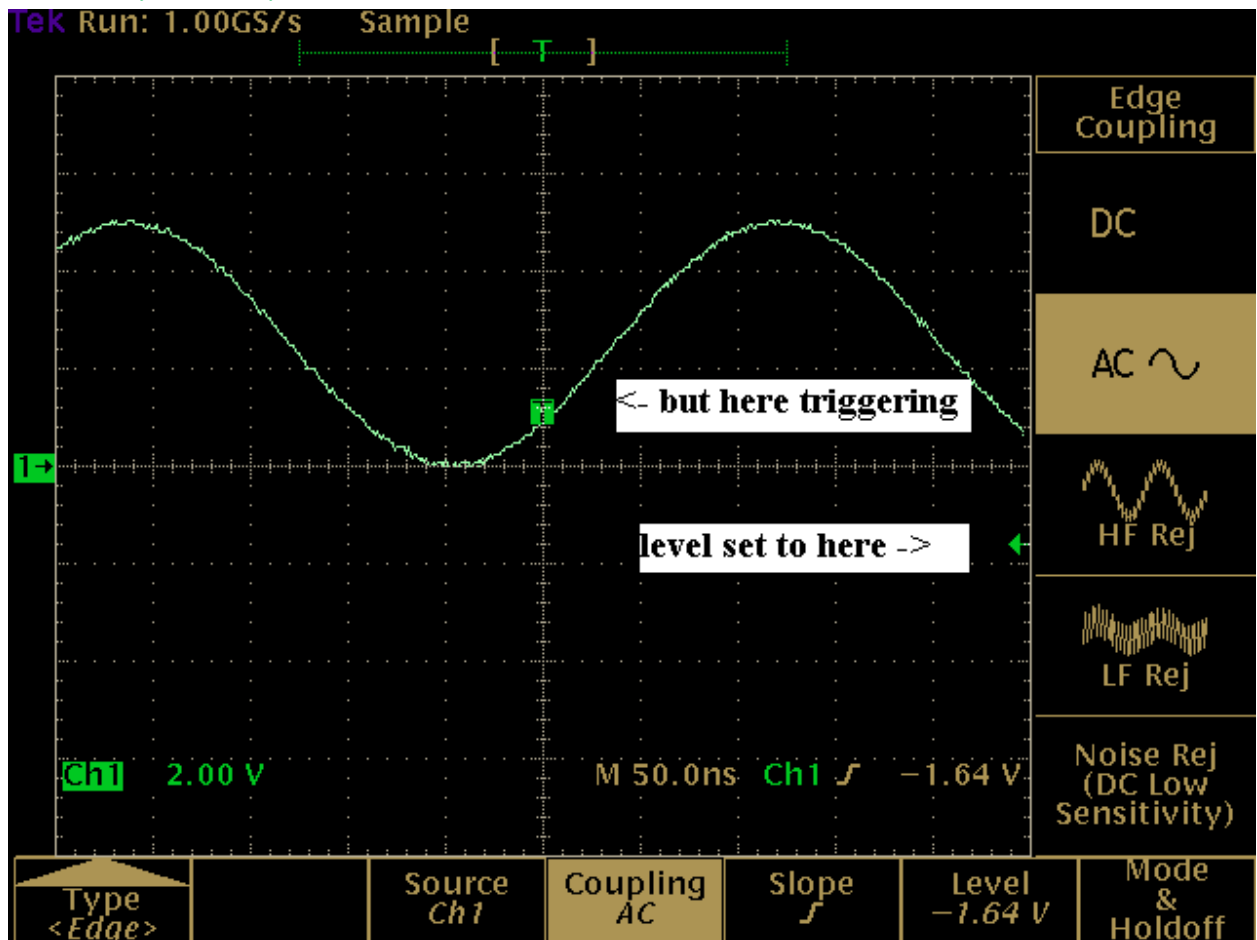 Tek Run: 1.00GS/s Sample
[ T ]
Edge
Coupling
DC
AC
T
<- but here triggering
1→
level set to here ->
HF Rej
LF Rej
Ch1 2.00 V M 50.0ns Ch1 −1.64 V
Noise Rej
(DC Low
Sensitivity)
Type
<Edge>
Source
Ch1
Coupling
AC
Slope
Level
−1.64 V
Mode
&
Holdoff